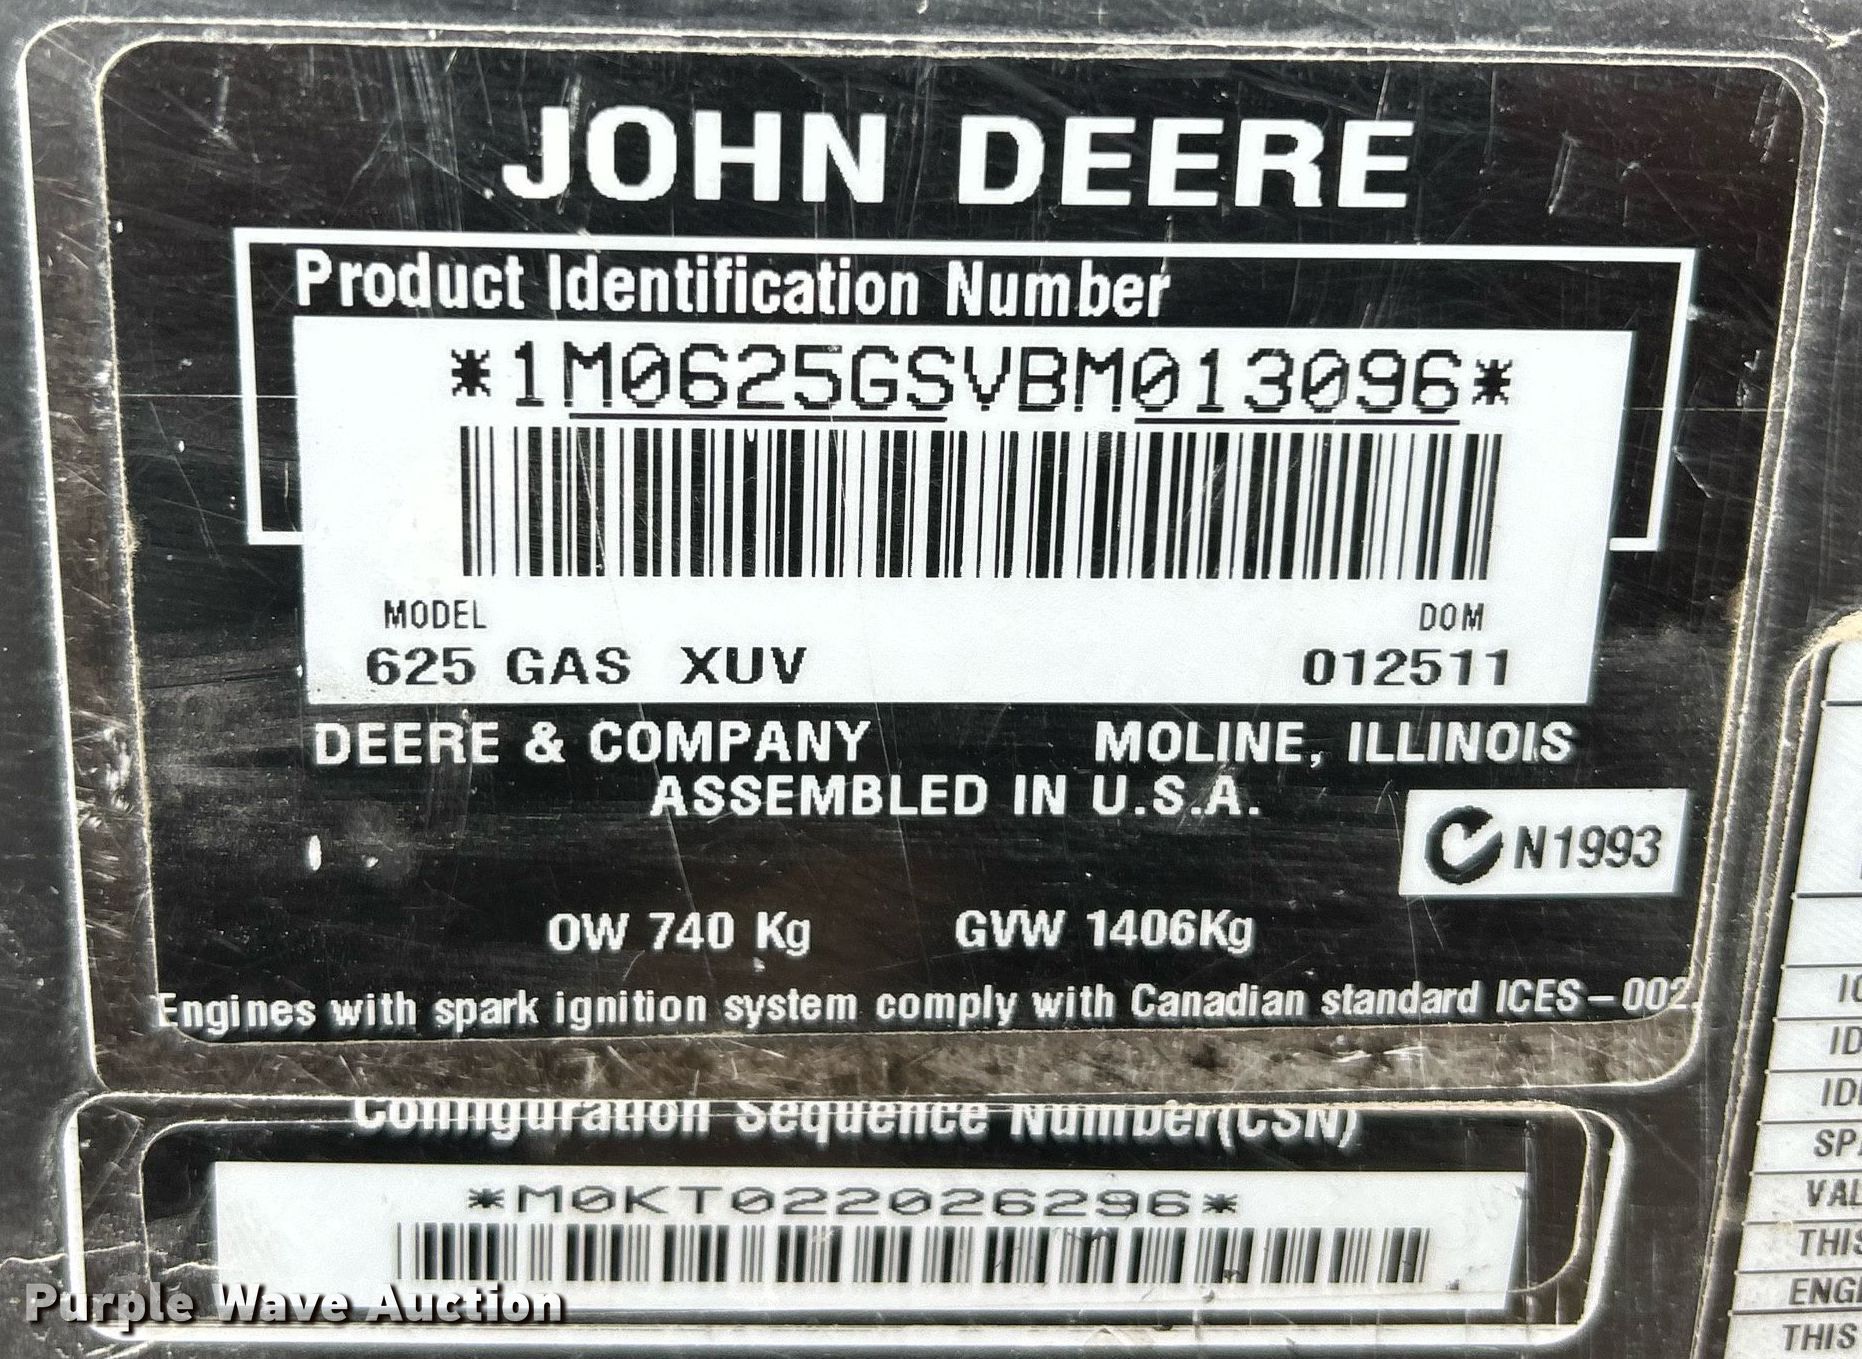 JOHN DEERE
Product Identification Number
*1M0625GSVBM013096*
MODEL DOM
625 GAS XUV 012511
DEERE & COMPANY MOLINE, ILLINOIS
ASSEMBLED IN U.S.A.
N1993
OW 740 Kg GVW 1406Kg
Engines with spark ignition system comply with Canadian standard ICES-002.
Configuration Sequence Number(CSN)
*M0KT022026296*
THIS
THIS
Purple Wave Auction